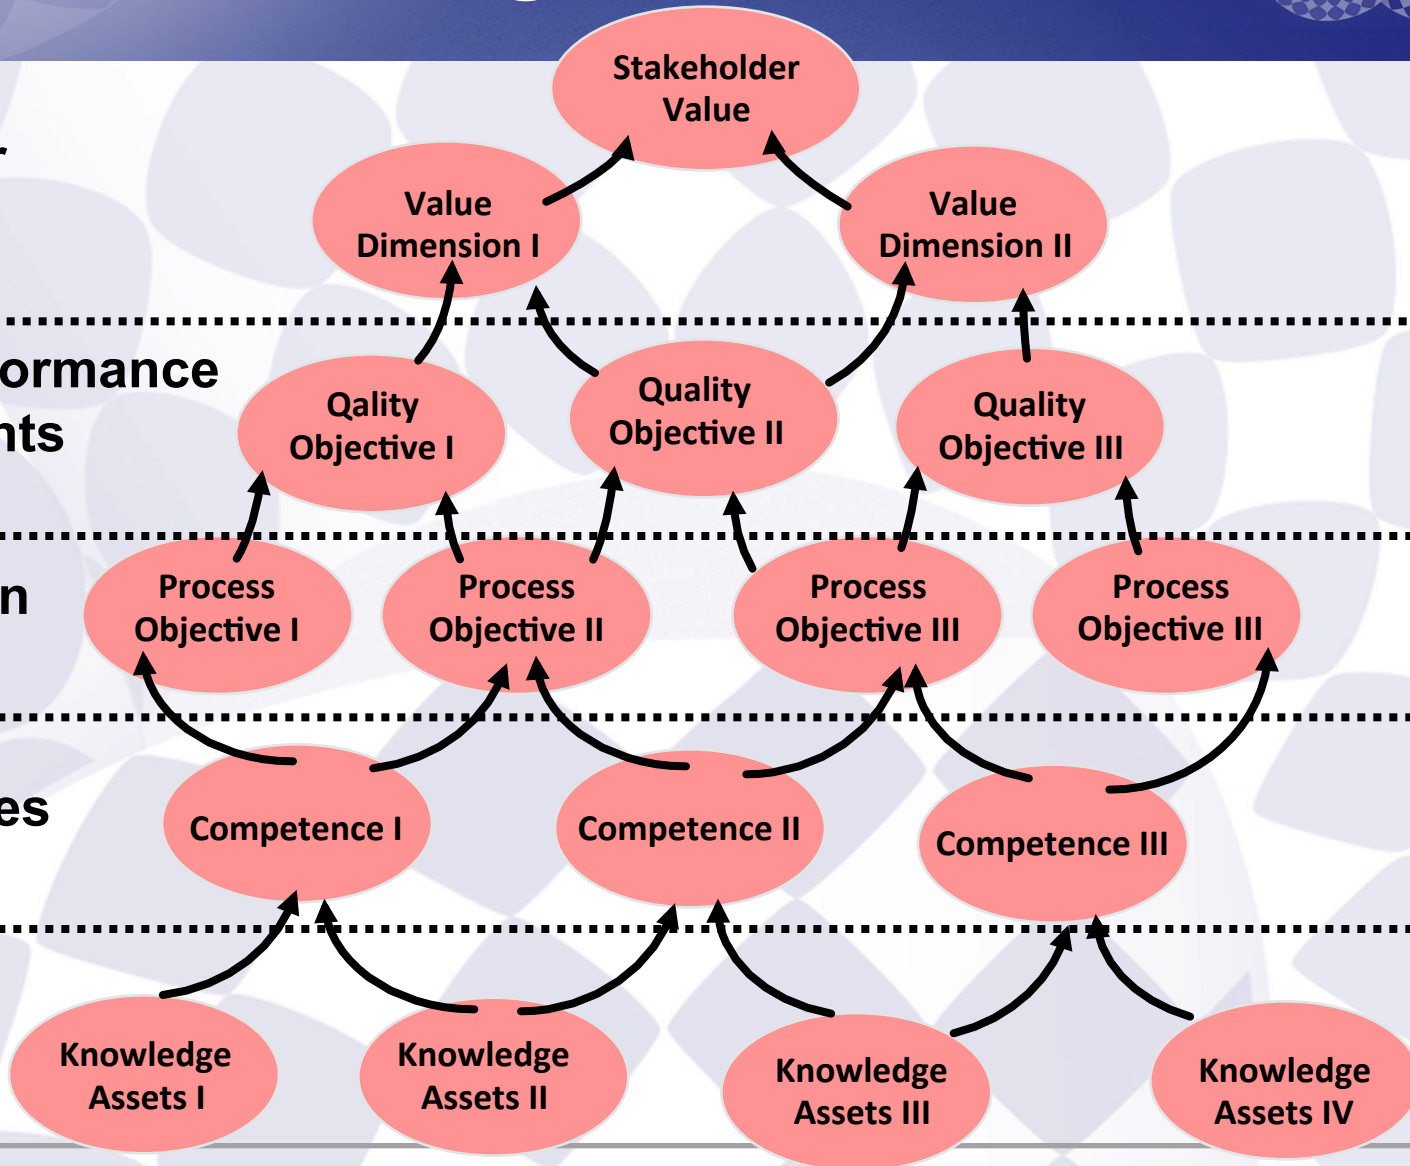 Stakeholder
Value
Value
Dimension I
Value
Dimension II
ormance
nts
Qality
Objective I
Quality
Objective II
Quality
Objective III
n
Process
Objective I
Process
Objective II
Process
Objective III
Process
Objective III
es
Competence I
Competence II
Competence III
Knowledge
Assets I
Knowledge
Assets II
Knowledge
Assets III
Knowledge
Assets IV